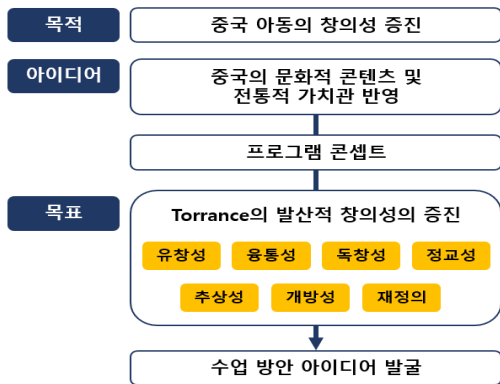 목적
중국 아동의 창의성 증진
아이디어
중국의 문화적 콘텐츠 및
전통적 가치관 반영
프로그램 콘셉트
목표
Torrance의 발산적 창의성의 증진
유창성 융통성 독창성 정교성
추상성 개방성 재정의
수업 방안 아이디어 발굴